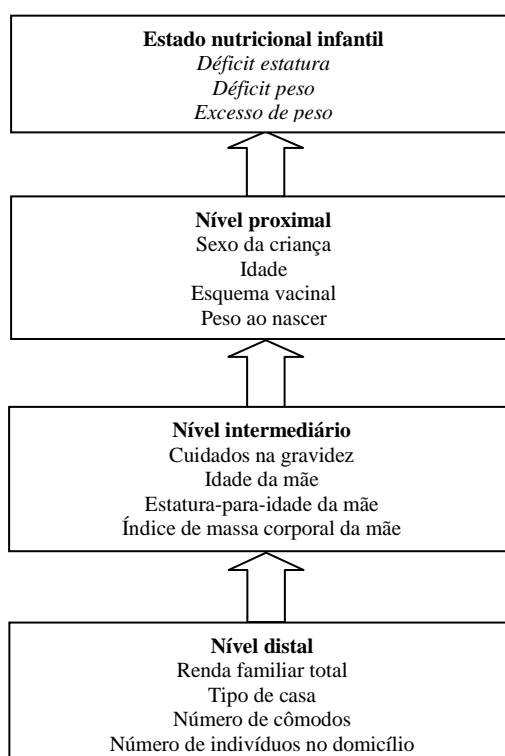 Estado nutricional infantil
Déficit estatura
Déficit peso
Excesso de peso
Nível proximal
Sexo da criança
Idade
Esquema vacinal
Peso ao nascer
Nível intermediário
Cuidados na gravidez
Idade da mãe
Estatura-para-idade da mãe
Índice de massa corporal da mãe
Nível distal
Renda familiar total
Tipo de casa
Número de cômodos
Número de indivíduos no domicílio